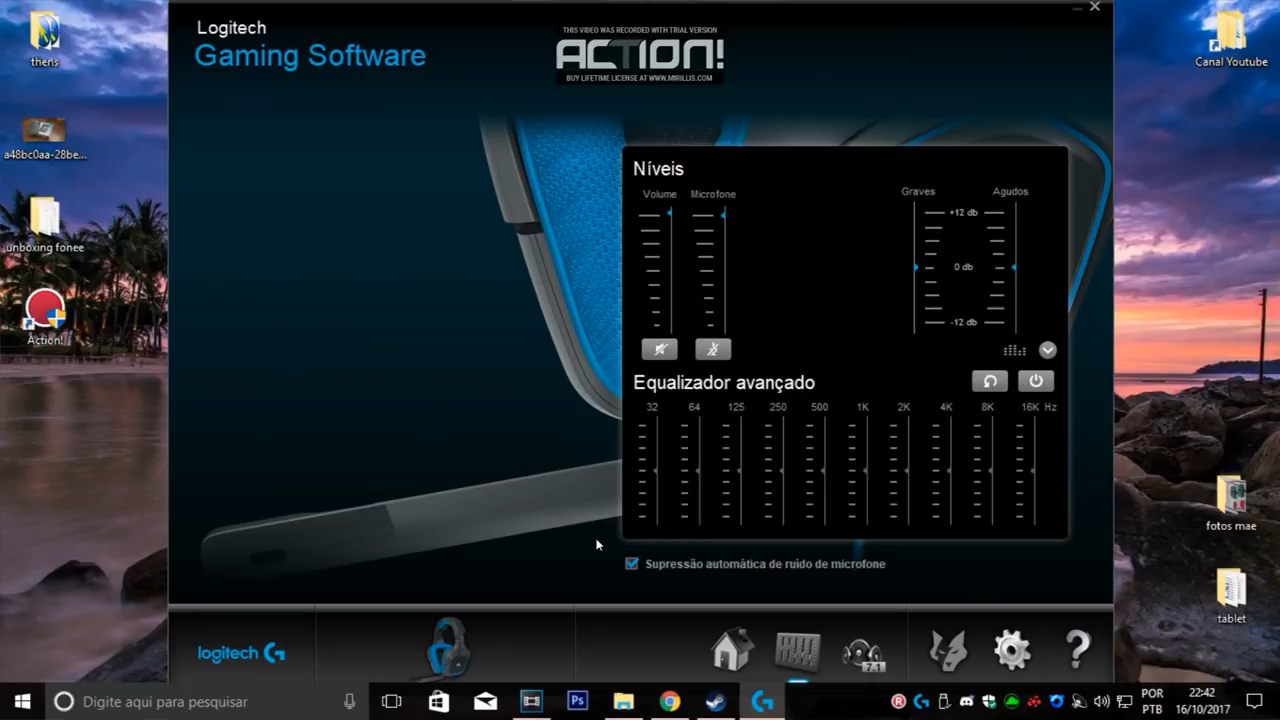 Logitech
Gaming Software
THIS VIDEO WAS RECORDED WITH TRIAL VERSION
ACTION!
BUY LIFETIME LICENSE AT WWW.MIRILLIS.COM
thens
a48bc0aa-28be...
unboxing fonee
Action!
Canal Youtube
fotos mae
tablet
Níveis
Volume Microfone Graves Agudos
+12 db
0 db
-12 db
Equalizador avançado
32 64 125 250 500 1K 2K 4K 8K 16K Hz
Supressão automática de ruído de microfone
logitech G
7.1
?
Digite aqui para pesquisar
Ps
POR
PTB
22:42
16/10/2017